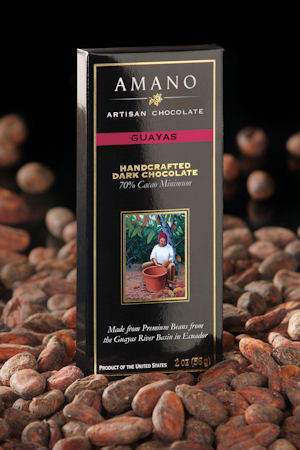 AMANO
ARTISAN CHOCOLATE
GUAYAS
HANDCRAFTED
DARK CHOCOLATE
70% Cacao Minimum
Made from Premium Beans from
the Guayas River Basin in Ecuador
PRODUCT OF THE UNITED STATES
2 oz (56g)